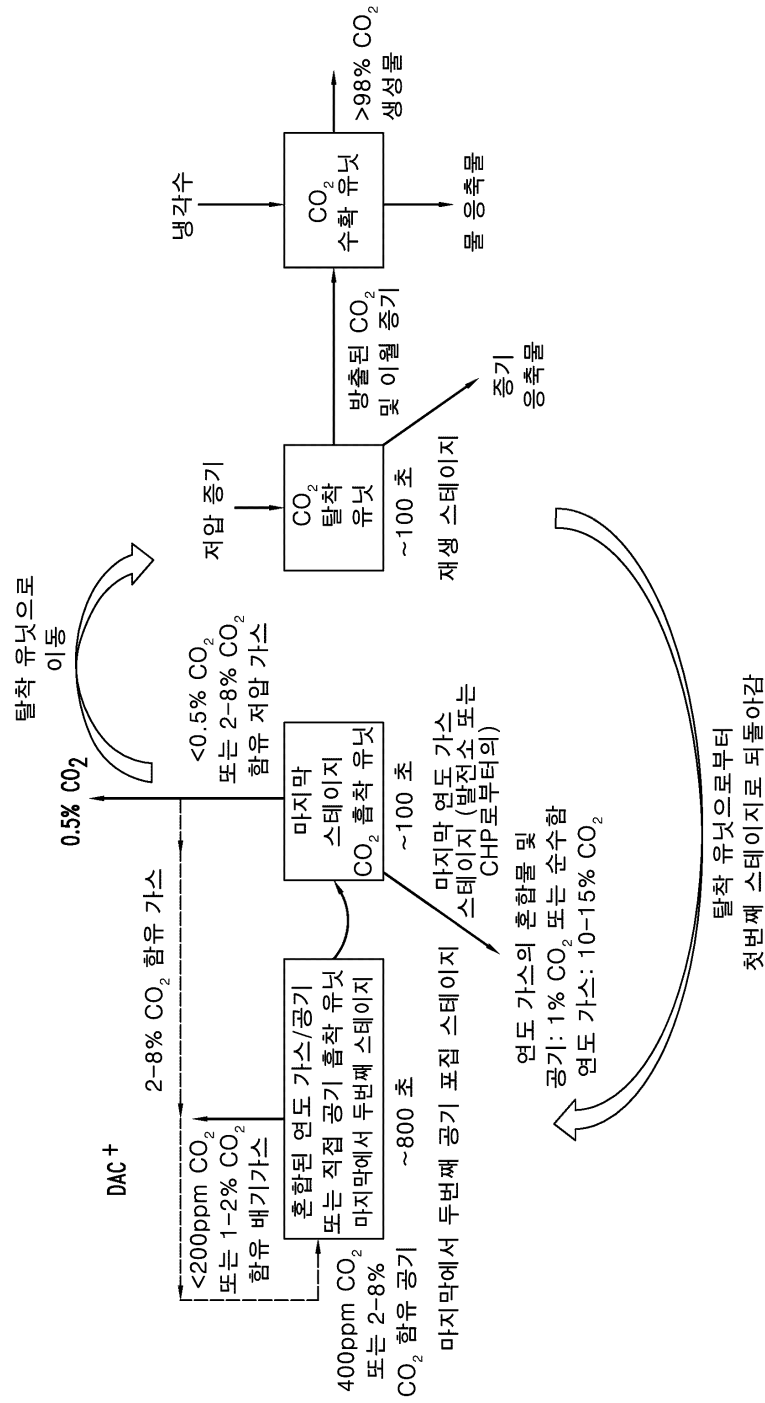 DAC⁺
탈착 유닛으로
이동
0.5% CO₂
2-8% CO₂ 함유 가스
<200ppm CO₂
또는 1-2% CO₂
함유 배기가스
<0.5% CO₂
또는 2-8% CO₂
함유 저압 가스
저압 증기
냉각수
혼합된 연도 가스/공기
또는 직접 공기 흡착 유닛
마지막에서 두번째 스테이지
마지막
스테이지
CO₂ 흡착 유닛
CO₂
탈착
유닛
방출된 CO₂
및 이월 증기
CO₂
수확 유닛
>98% CO₂
생성물
400ppm CO₂
또는 2-8%
CO₂ 함유 공기
~800 초
마지막에서 두번째 공기 포집 스테이지
~100 초
마지막 연도 가스
스테이지 (발전소 또는
CHP로부터의)
~100 초
재생 스테이지
증기
응축물
물 응축물
연도 가스의 혼합물 및
공기: 1% CO₂ 또는 순수함
연도 가스: 10-15% CO₂
탈착 유닛으로부터
첫번째 스테이지로 되돌아감